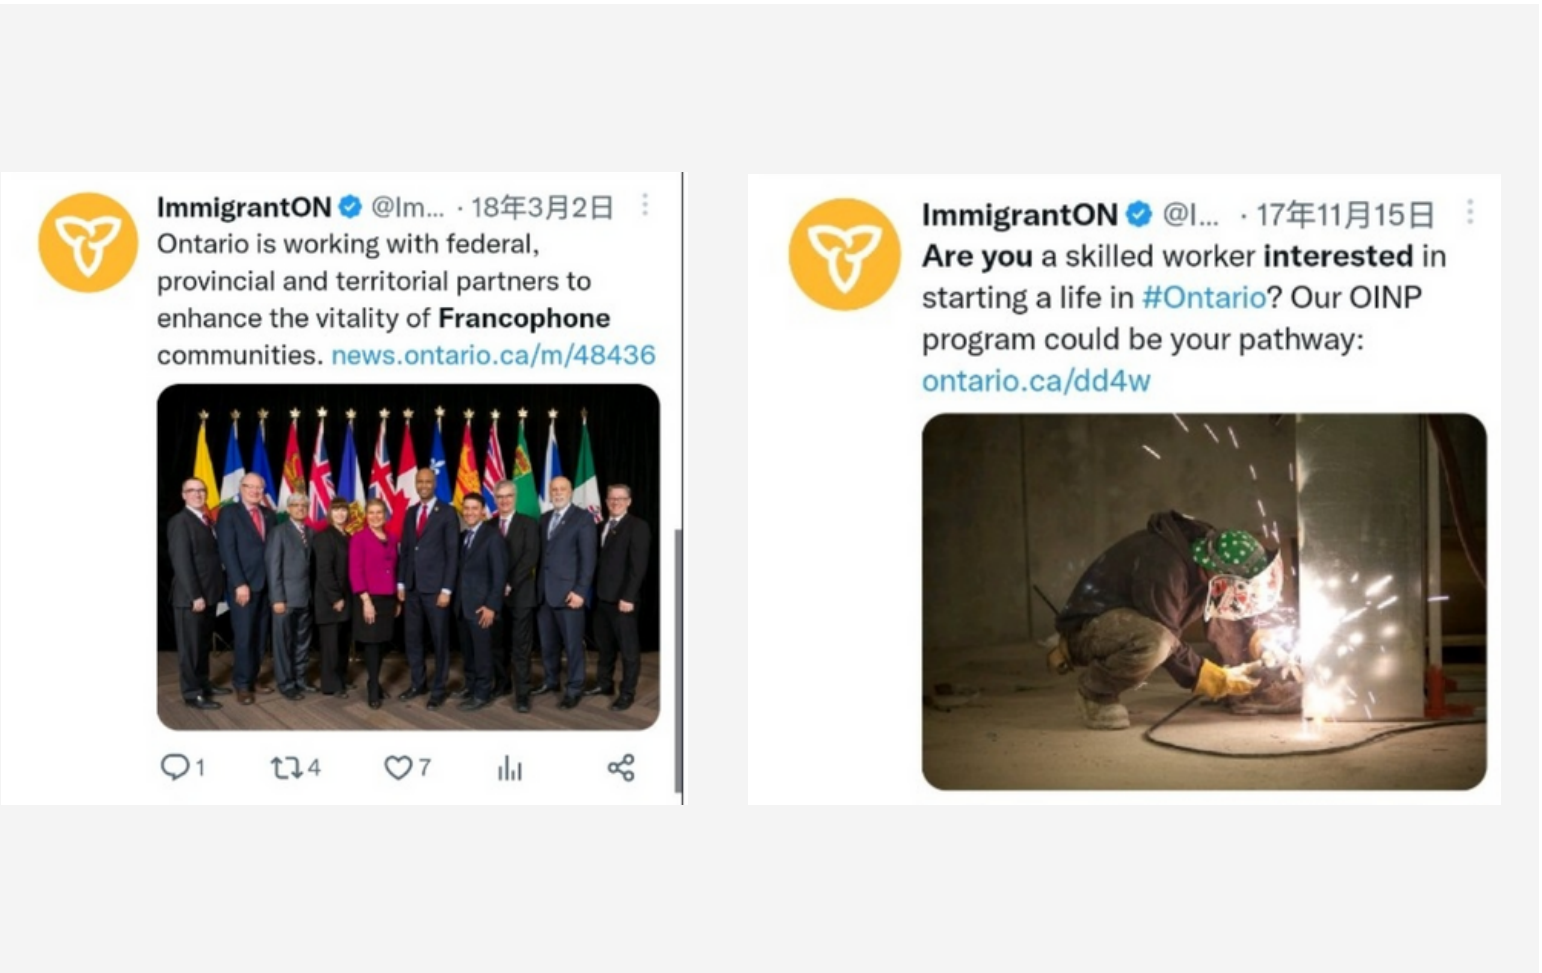 ImmigrantON @Im... · 18年3月2日
Ontario is working with federal,
provincial and territorial partners to
enhance the vitality of Francophone
communities. news.ontario.ca/m/48436
1 4 7
ImmigrantON @I... · 17年11月15日
Are you a skilled worker interested in
starting a life in #Ontario? Our OINP
program could be your pathway:
ontario.ca/dd4w